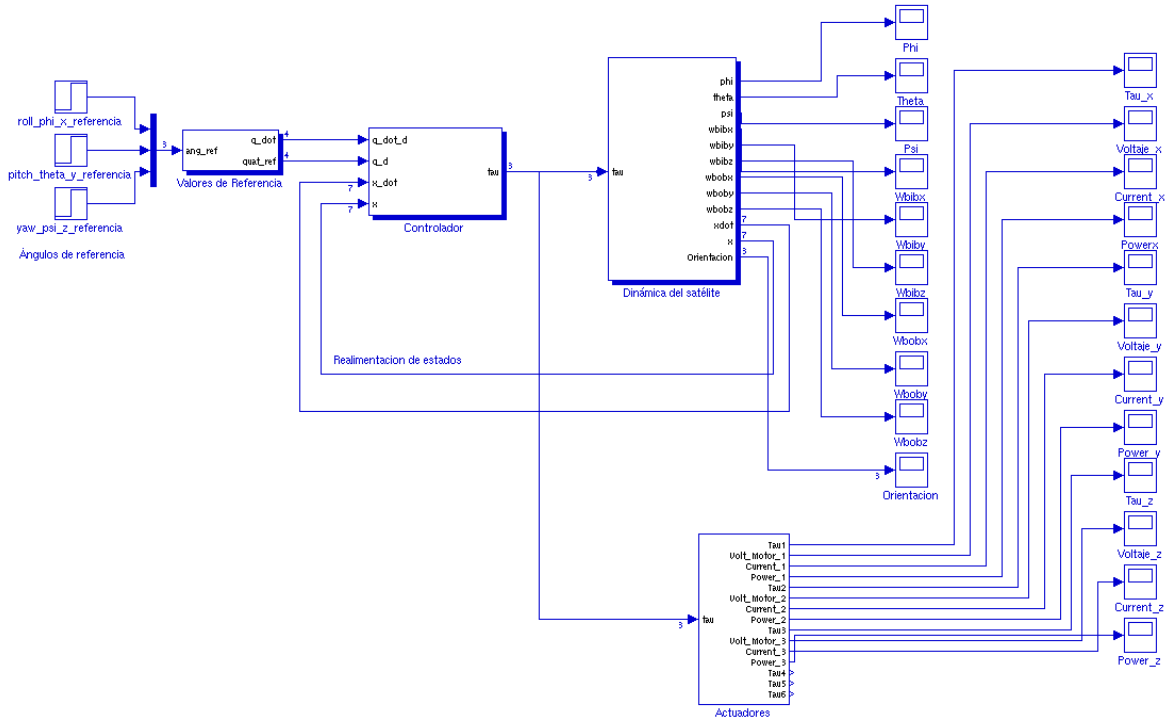 roll_phi_x_referencia
pitch_theta_y_referencia
yaw_psi_z_referencia
Ángulos de referencia
3
ang_ref
q_dot
quat_ref
Valores de Referencia
4
4
7
7
q_dot_d
q_d
x_dot
x
tau
Controlador
3
3
tau
phi
theta
psi
wbibx
wbiby
wbibz
wbobx
wboby
wbobz
xdot
x
Orientacion
7
7
3
Dinámica del satélite
Realimentacion de estados
Phi
Theta
Psi
Wbibx
Wbiby
Wbibz
Wbobx
Wboby
Wbobz
3
Orientacion
3
tau
Tau1
Volt_Motor_1
Current_1
Power_1
Tau2
Volt_Motor_2
Current_2
Power_2
Tau3
Volt_Motor_3
Current_3
Power_3
Tau4
Tau5
Tau6
Actuadores
Tau_x
Voltaje_x
Current_x
Powerx
Tau_y
Voltaje_y
Current_y
Power_y
Tau_z
Voltaje_z
Current_z
Power_z